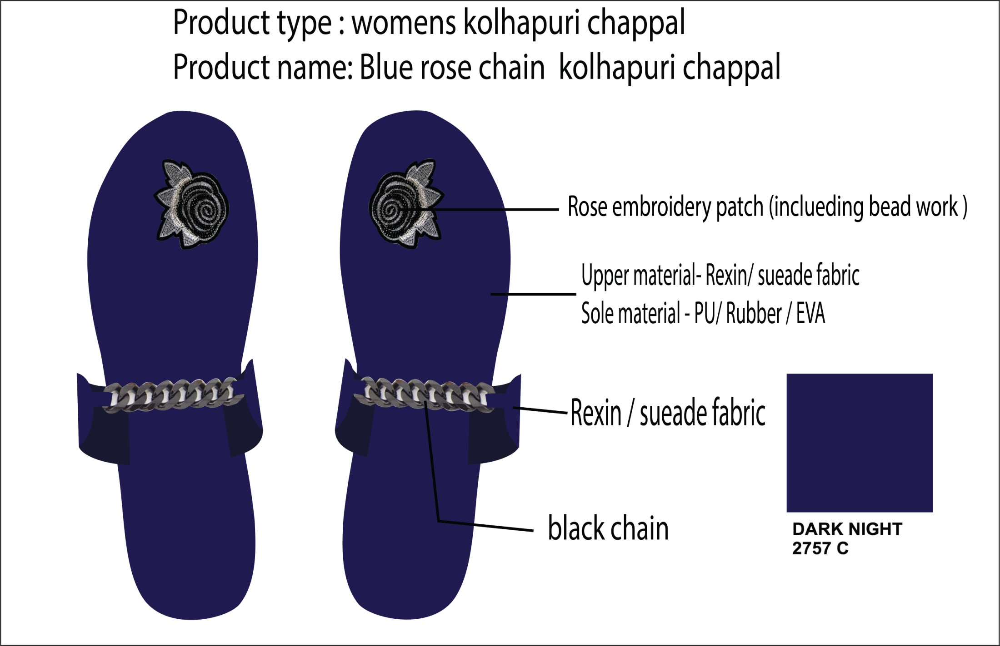 Product type : womens kolhapuri chappal
Product name: Blue rose chain kolhapuri chappal
Rose embroidery patch (inclueding bead work )
Upper material- Rexin/ sueade fabric
Sole material - PU/ Rubber / EVA
Rexin / sueade fabric
black chain
DARK NIGHT
2757 C